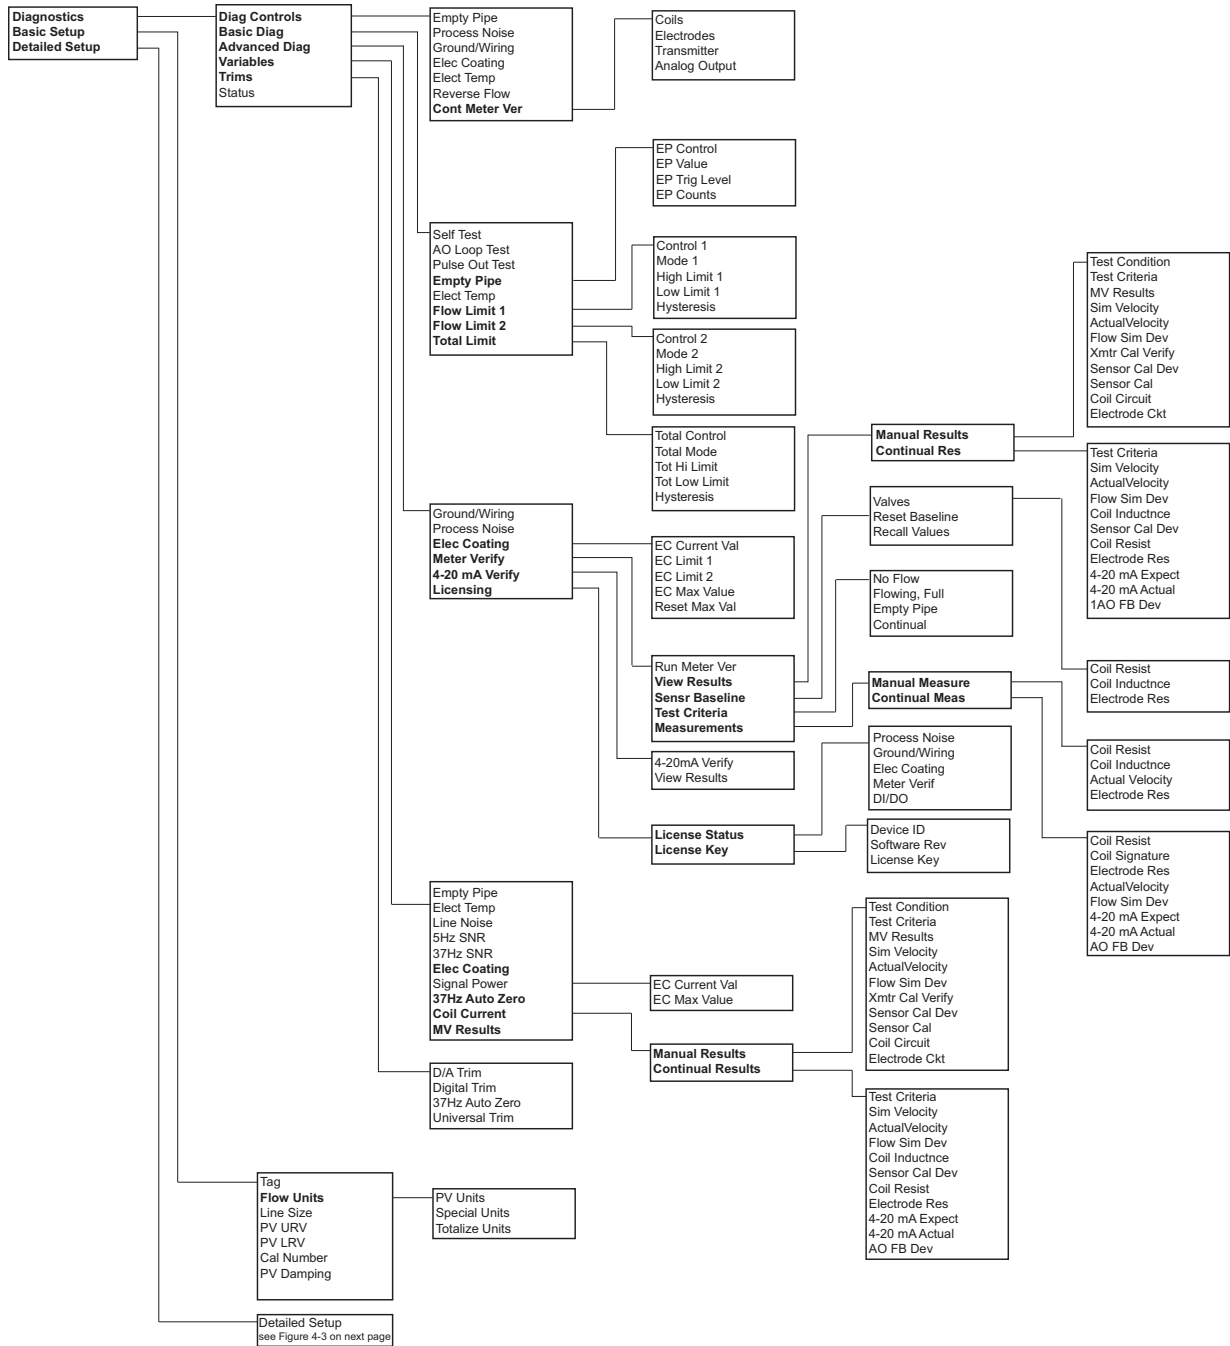 Diagnostics
Basic Setup
Detailed Setup
Diag Controls
Basic Diag
Advanced Diag
Variables
Trims
Status
Empty Pipe
Process Noise
Ground/Wiring
Elec Coating
Elect Temp
Reverse Flow
Cont Meter Ver
Coils
Electrodes
Transmitter
Analog Output
Self Test
AO Loop Test
Pulse Out Test
Empty Pipe
Elect Temp
Flow Limit 1
Flow Limit 2
Total Limit
EP Control
EP Value
EP Trig Level
EP Counts
Control 1
Mode 1
High Limit 1
Low Limit 1
Hysteresis
Control 2
Mode 2
High Limit 2
Low Limit 2
Hysteresis
Total Control
Total Mode
Tot Hi Limit
Tot Low Limit
Hysteresis
Ground/Wiring
Process Noise
Elec Coating
Meter Verify
4-20 mA Verify
Licensing
EC Current Val
EC Limit 1
EC Limit 2
EC Max Value
Reset Max Val
Run Meter Ver
View Results
Sensr Baseline
Test Criteria
Measurements
4-20mA Verify
View Results
License Status
License Key
Manual Results
Continual Res
Valves
Reset Baseline
Recall Values
No Flow
Flowing, Full
Empty Pipe
Continual
Manual Measure
Continual Meas
Process Noise
Ground/Wiring
Elec Coating
Meter Verif
DI/DO
Device ID
Software Rev
License Key
Test Condition
Test Criteria
MV Results
Sim Velocity
ActualVelocity
Flow Sim Dev
Xmtr Cal Verify
Sensor Cal Dev
Sensor Cal
Coil Circuit
Electrode Ckt
Test Criteria
Sim Velocity
ActualVelocity
Flow Sim Dev
Coil Inductnce
Sensor Cal Dev
Coil Resist
Electrode Res
4-20 mA Expect
4-20 mA Actual
1AO FB Dev
Coil Resist
Coil Inductnce
Electrode Res
Coil Resist
Coil Inductnce
Actual Velocity
Electrode Res
Coil Resist
Coil Signature
Electrode Res
ActualVelocity
Flow Sim Dev
4-20 mA Expect
4-20 mA Actual
AO FB Dev
Empty Pipe
Elect Temp
Line Noise
5Hz SNR
37Hz SNR
Elec Coating
Signal Power
37Hz Auto Zero
Coil Current
MV Results
EC Current Val
EC Max Value
Manual Results
Continual Results
Test Condition
Test Criteria
MV Results
Sim Velocity
ActualVelocity
Flow Sim Dev
Xmtr Cal Verify
Sensor Cal Dev
Sensor Cal
Coil Circuit
Electrode Ckt
Test Criteria
Sim Velocity
ActualVelocity
Flow Sim Dev
Coil Inductnce
Sensor Cal Dev
Coil Resist
Electrode Res
4-20 mA Expect
4-20 mA Actual
AO FB Dev
D/A Trim
Digital Trim
37Hz Auto Zero
Universal Trim
Tag
Flow Units
Line Size
PV URV
PV LRV
Cal Number
PV Damping
PV Units
Special Units
Totalize Units
Detailed Setup
see Figure 4-3 on next page